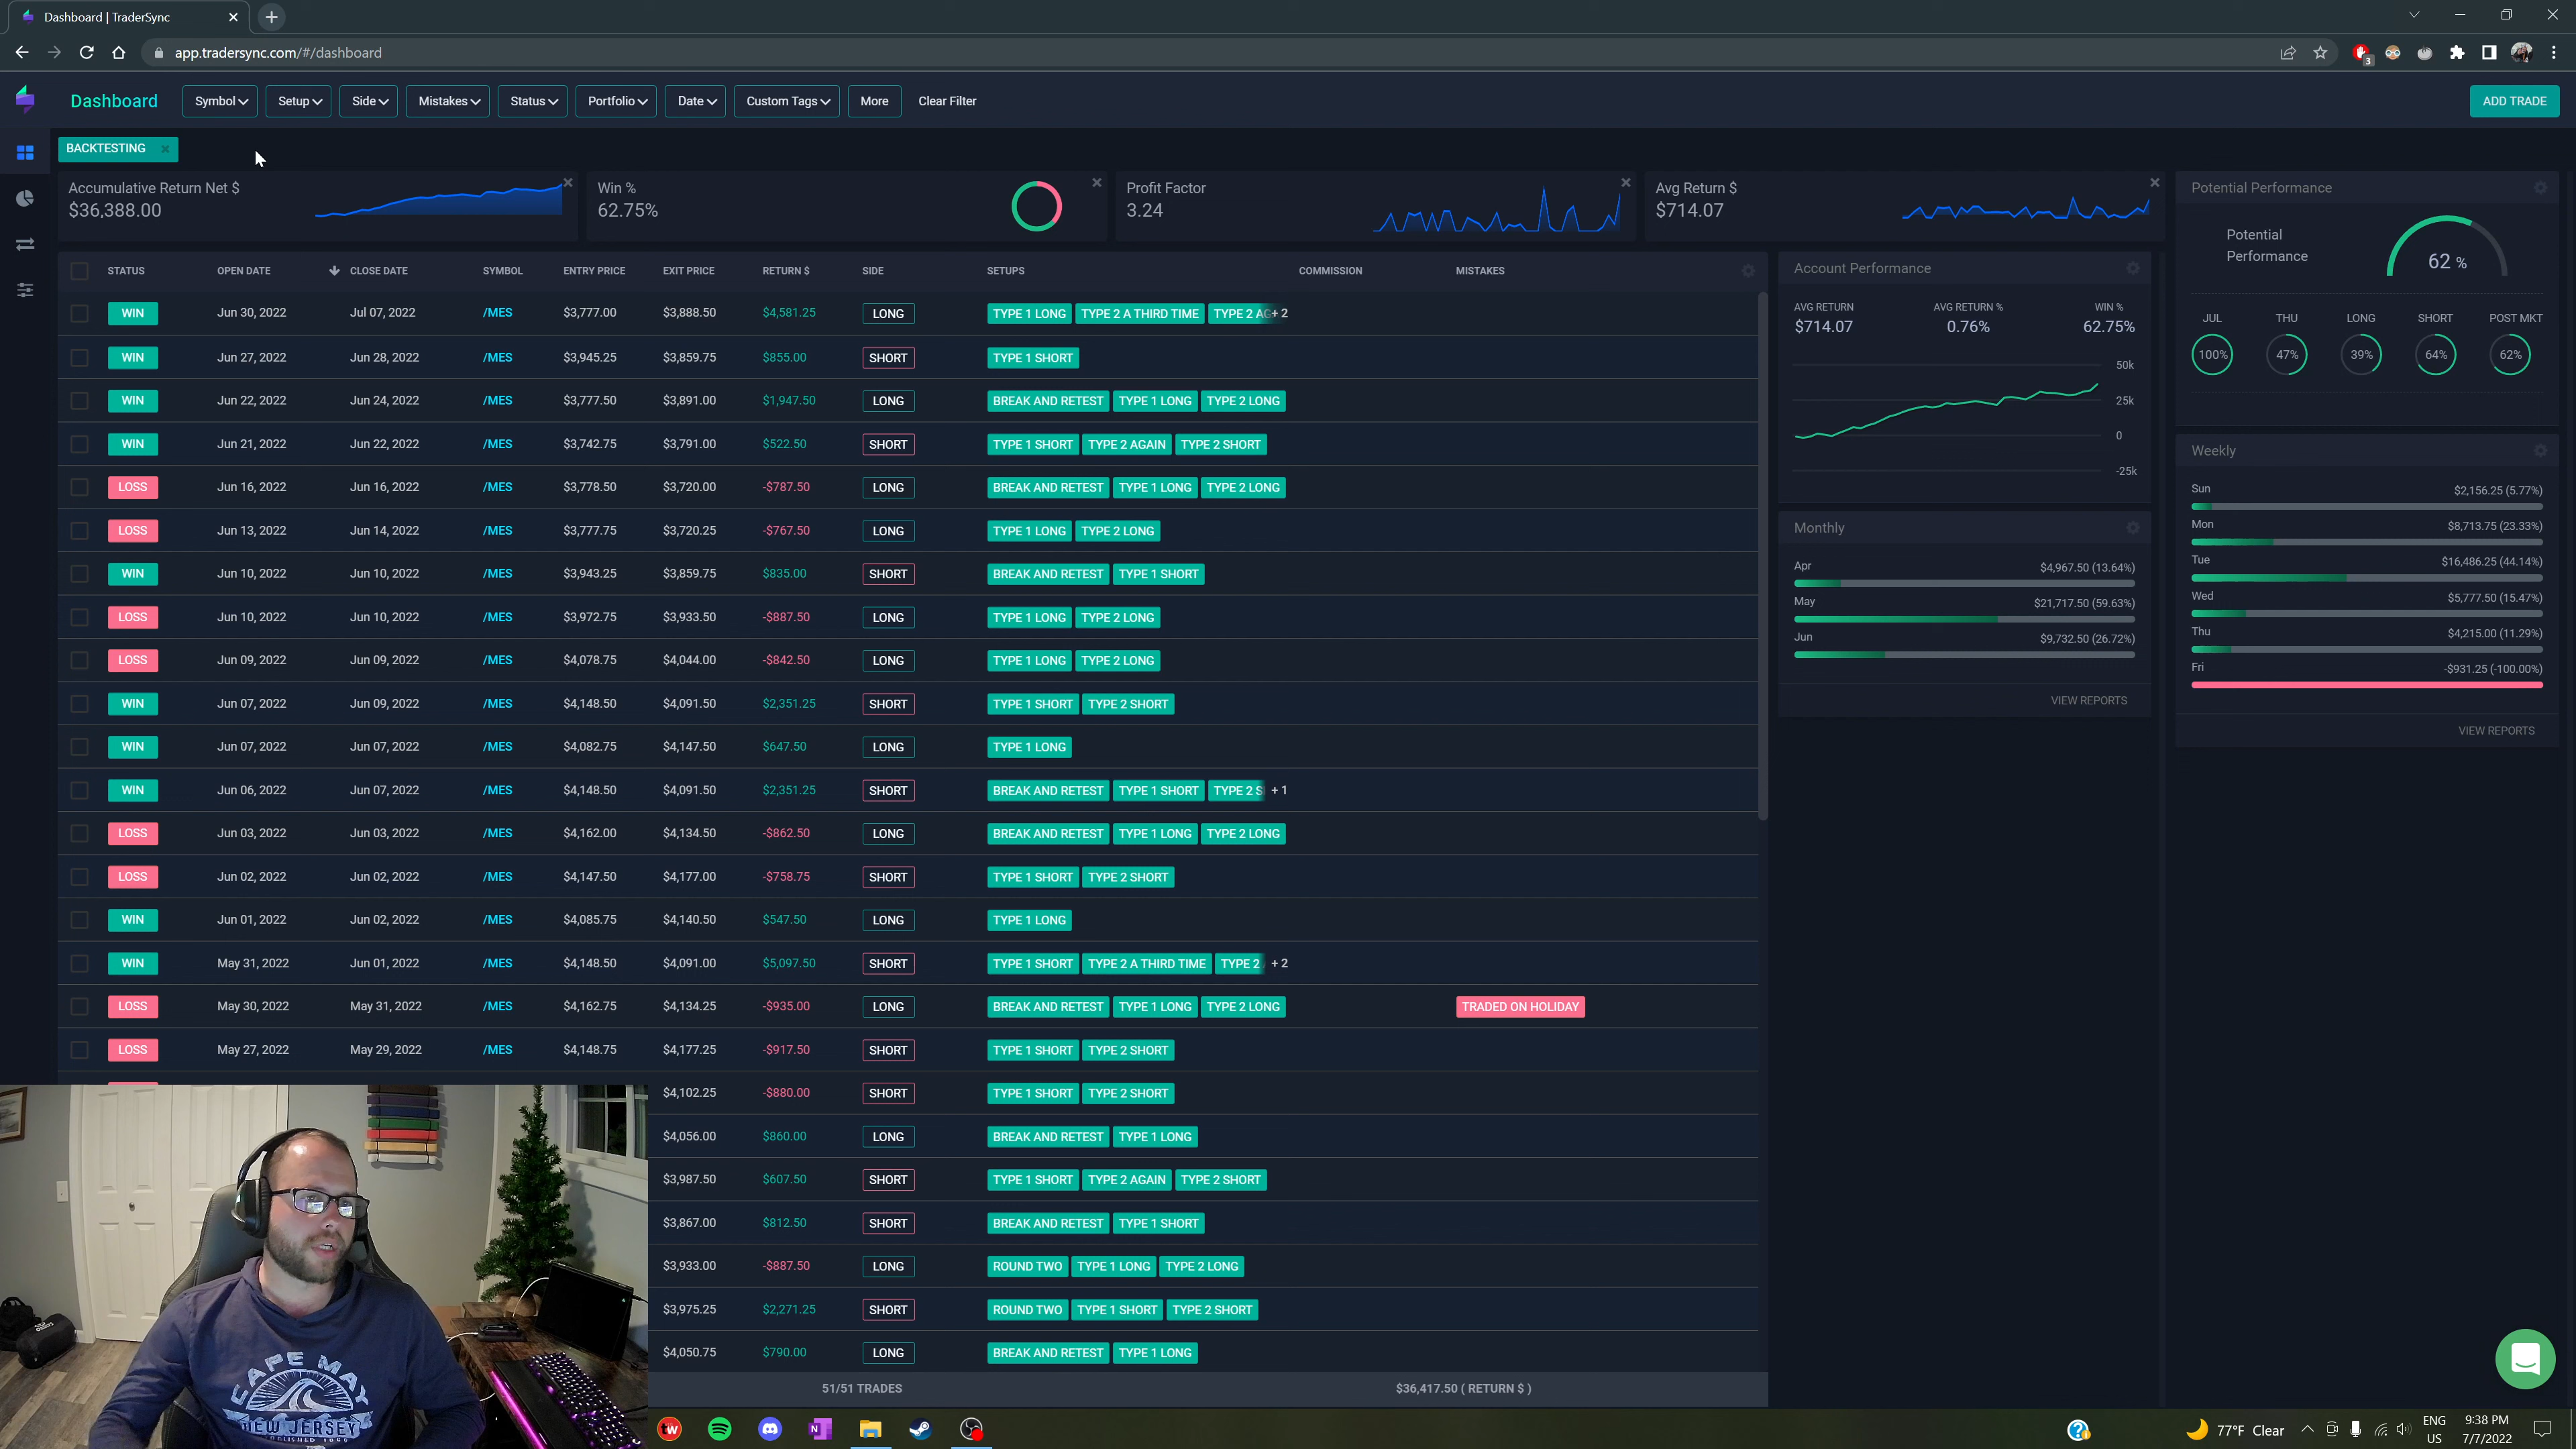 Dashboard | TraderSync
app.tradersync.com/#/dashboard
3
Dashboard Symbol Setup Side Mistakes Status Portfolio Date Custom Tags More Clear Filter ADD TRADE
BACKTESTING
Accumulative Return Net $
$36,388.00
Win %
62.75%
Profit Factor
3.24
Avg Return $
$714.07
STATUS OPEN DATE CLOSE DATE SYMBOL ENTRY PRICE EXIT PRICE RETURN $ SIDE SETUPS COMMISSION MISTAKES
WIN Jun 30, 2022 Jul 07, 2022 /MES $3,777.00 $3,888.50 $4,581.25 LONG TYPE 1 LONG TYPE 2 A THIRD TIME TYPE 2 AG + 2
WIN Jun 27, 2022 Jun 28, 2022 /MES $3,945.25 $3,859.75 $855.00 SHORT TYPE 1 SHORT
WIN Jun 22, 2022 Jun 24, 2022 /MES $3,777.50 $3,891.00 $1,947.50 LONG BREAK AND RETEST TYPE 1 LONG TYPE 2 LONG
WIN Jun 21, 2022 Jun 22, 2022 /MES $3,742.75 $3,791.00 $522.50 SHORT TYPE 1 SHORT TYPE 2 AGAIN TYPE 2 SHORT
LOSS Jun 16, 2022 Jun 16, 2022 /MES $3,778.50 $3,720.00 -$787.50 LONG BREAK AND RETEST TYPE 1 LONG TYPE 2 LONG
LOSS Jun 13, 2022 Jun 14, 2022 /MES $3,777.75 $3,720.25 -$767.50 LONG TYPE 1 LONG TYPE 2 LONG
WIN Jun 10, 2022 Jun 10, 2022 /MES $3,943.25 $3,859.75 $835.00 SHORT BREAK AND RETEST TYPE 1 SHORT
LOSS Jun 10, 2022 Jun 10, 2022 /MES $3,972.75 $3,933.50 -$887.50 LONG TYPE 1 LONG TYPE 2 LONG
LOSS Jun 09, 2022 Jun 09, 2022 /MES $4,078.75 $4,044.00 -$842.50 LONG TYPE 1 LONG TYPE 2 LONG
WIN Jun 07, 2022 Jun 09, 2022 /MES $4,148.50 $4,091.50 $2,351.25 SHORT TYPE 1 SHORT TYPE 2 SHORT
WIN Jun 07, 2022 Jun 07, 2022 /MES $4,082.75 $4,147.50 $647.50 LONG TYPE 1 LONG
WIN Jun 06, 2022 Jun 07, 2022 /MES $4,148.50 $4,091.50 $2,351.25 SHORT BREAK AND RETEST TYPE 1 SHORT TYPE 2 S + 1
LOSS Jun 03, 2022 Jun 03, 2022 /MES $4,162.00 $4,134.50 -$862.50 LONG BREAK AND RETEST TYPE 1 LONG TYPE 2 LONG
LOSS Jun 02, 2022 Jun 02, 2022 /MES $4,147.50 $4,177.00 -$758.75 SHORT TYPE 1 SHORT TYPE 2 SHORT
WIN Jun 01, 2022 Jun 02, 2022 /MES $4,085.75 $4,140.50 $547.50 LONG TYPE 1 LONG
WIN May 31, 2022 Jun 01, 2022 /MES $4,148.50 $4,091.00 $5,097.50 SHORT TYPE 1 SHORT TYPE 2 A THIRD TIME TYPE 2 + 2
LOSS May 30, 2022 May 31, 2022 /MES $4,162.75 $4,134.25 -$935.00 LONG BREAK AND RETEST TYPE 1 LONG TYPE 2 LONG TRADED ON HOLIDAY
LOSS May 27, 2022 May 29, 2022 /MES $4,148.75 $4,177.25 -$917.50 SHORT TYPE 1 SHORT TYPE 2 SHORT
$4,102.25 -$880.00 SHORT TYPE 1 SHORT TYPE 2 SHORT
$4,056.00 $860.00 LONG BREAK AND RETEST TYPE 1 LONG
$3,987.50 $607.50 SHORT TYPE 1 SHORT TYPE 2 AGAIN TYPE 2 SHORT
$3,867.00 $812.50 SHORT BREAK AND RETEST TYPE 1 SHORT
$3,933.00 -$887.50 LONG ROUND TWO TYPE 1 LONG TYPE 2 LONG
$3,975.25 $2,271.25 SHORT ROUND TWO TYPE 1 SHORT TYPE 2 SHORT
$4,050.75 $790.00 LONG BREAK AND RETEST TYPE 1 LONG
51/51 TRADES $36,417.50 ( RETURN $ )
Account Performance
AVG RETURN AVG RETURN % WIN %
$714.07 0.76% 62.75%
50k
25k
0
-25k
Monthly
Apr $4,967.50 (13.64%)
May $21,717.50 (59.63%)
Jun $9,732.50 (26.72%)
VIEW REPORTS
Potential Performance
Potential
Performance
62 %
JUL THU LONG SHORT POST MKT
100% 47% 39% 64% 62%
Weekly
Sun $2,156.25 (5.77%)
Mon $8,713.75 (23.33%)
Tue $16,486.25 (44.14%)
Wed $5,777.50 (15.47%)
Thu $4,215.00 (11.29%)
Fri -$931.25 (-100.00%)
VIEW REPORTS
CAPE MAY
NEW JERSEY
77°F Clear
ENG
US
9:38 PM
7/7/2022